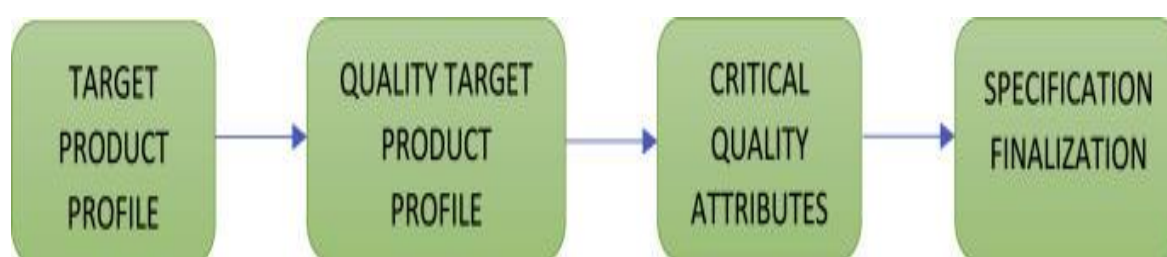 TARGET
PRODUCT
PROFILE
QUALITY TARGET
PRODUCT
PROFILE
CRITICAL
QUALITY
ATTRIBUTES
SPECIFICATION
FINALIZATION